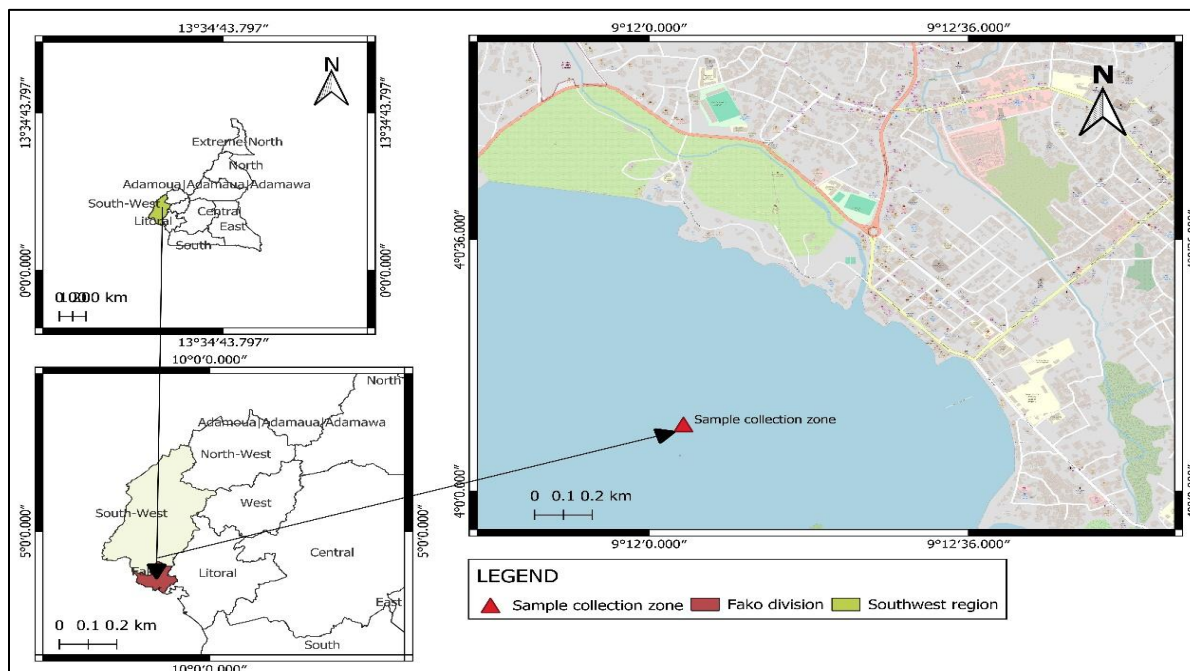 13°34′43.797″
N
13°34′43.797″
13°34′43.797″
Extreme-North
North
Adamoua|Adamaua|Adamawa
South-West
Central
Litoral
East
South
0°0′0.000″
0°0′0.000″
13°34′43.797″
10°0′0.000″
North
Adamoua|Adamaua|Adamawa
North-West
West
South-West
5°0′0.000″
5°0′0.000″
Central
Litoral
East
0 0.1 0.2 km
South
10°0′0.000″
9°12′0.000″
9°12′36.000″
N
4°0′36.000″
Sample collection zone
0 0.1 0.2 km
4°0′0.000″
9°12′0.000″
9°12′36.000″
LEGEND
Sample collection zone
Fako division
Southwest region